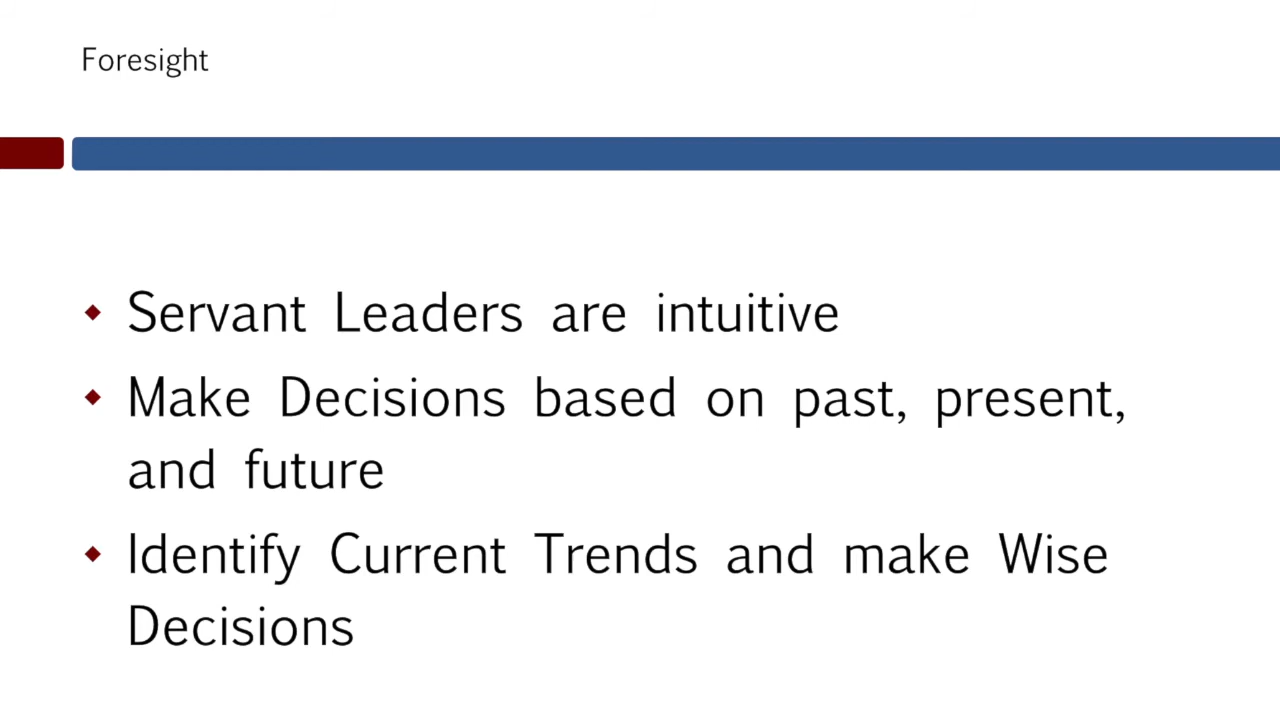 Foresight
Servant Leaders are intuitive
Make Decisions based on past, present,
and future
Identify Current Trends and make Wise
Decisions